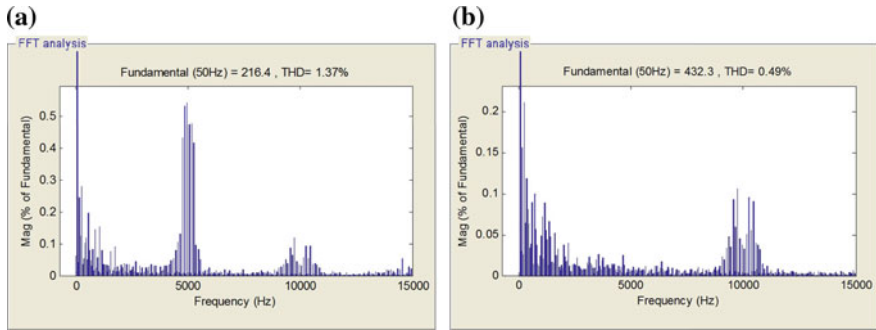 (a)
FFT analysis
Fundamental (50Hz) = 216.4 , THD= 1.37%
Mag (% of Fundamental)
0.5
0.4
0.3
0.2
0.1
0
0 5000 10000 15000
Frequency (Hz)
(b)
FFT analysis
Fundamental (50Hz) = 432.3 , THD= 0.49%
Mag (% of Fundamental)
0.2
0.15
0.1
0.05
0
0 5000 10000 15000
Frequency (Hz)